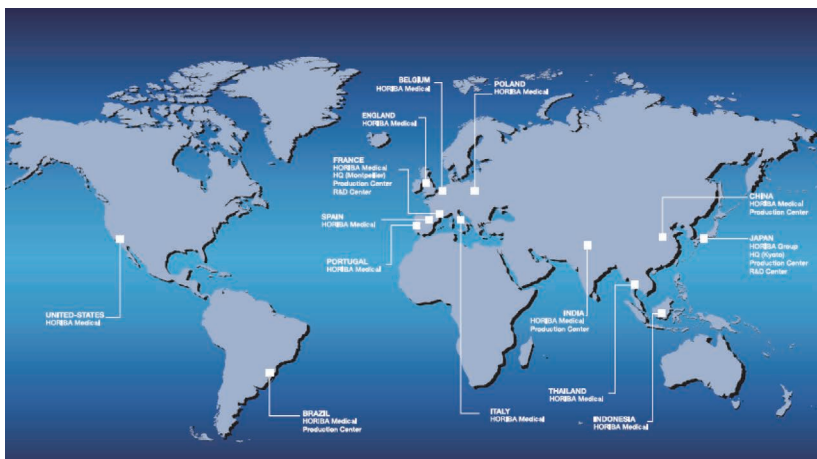 BELGIUM
HORIBA Medical
POLAND
HORIBA Medical
ENGLAND
HORIBA Medical
FRANCE
HORIBA Medical
HQ (Montpellier)
Production Center
R&D Center
SPAIN
HORIBA Medical
PORTUGAL
HORIBA Medical
CHINA
HORIBA Medical
Production Center
JAPAN
HORIBA Group
HQ (Kyoto)
Production Center
R&D Center
UNITED-STATES
HORIBA Medical
INDIA
HORIBA Medical
Production Center
THAILAND
HORIBA Medical
BRAZIL
HORIBA Medical
Production Center
ITALY
HORIBA Medical
INDONESIA
HORIBA Medical